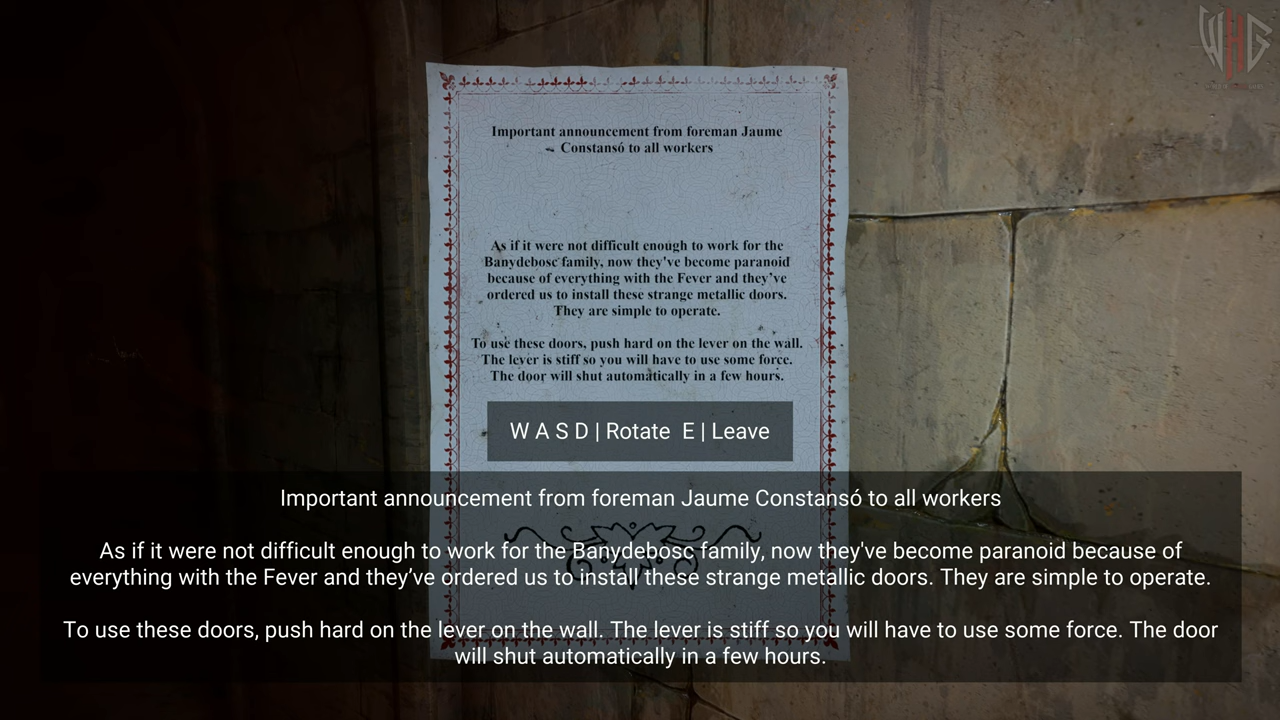 WHG
Important announcement from foreman Jaume
Constansó to all workers
As if it were not difficult enough to work for the
Banydebosc family, now they've become paranoid
because of everything with the Fever and they've
ordered us to install these strange metallic doors.
They are simple to operate.
To use these doors, push hard on the lever on the wall.
The lever is stiff so you will have to use some force.
The door will shut automatically in a few hours.
W A S D | Rotate E | Leave
Important announcement from foreman Jaume Constansó to all workers
As if it were not difficult enough to work for the Banydebosc family, now they've become paranoid because of
everything with the Fever and they’ve ordered us to install these strange metallic doors. They are simple to operate.
To use these doors, push hard on the lever on the wall. The lever is stiff so you will have to use some force. The door
will shut automatically in a few hours.